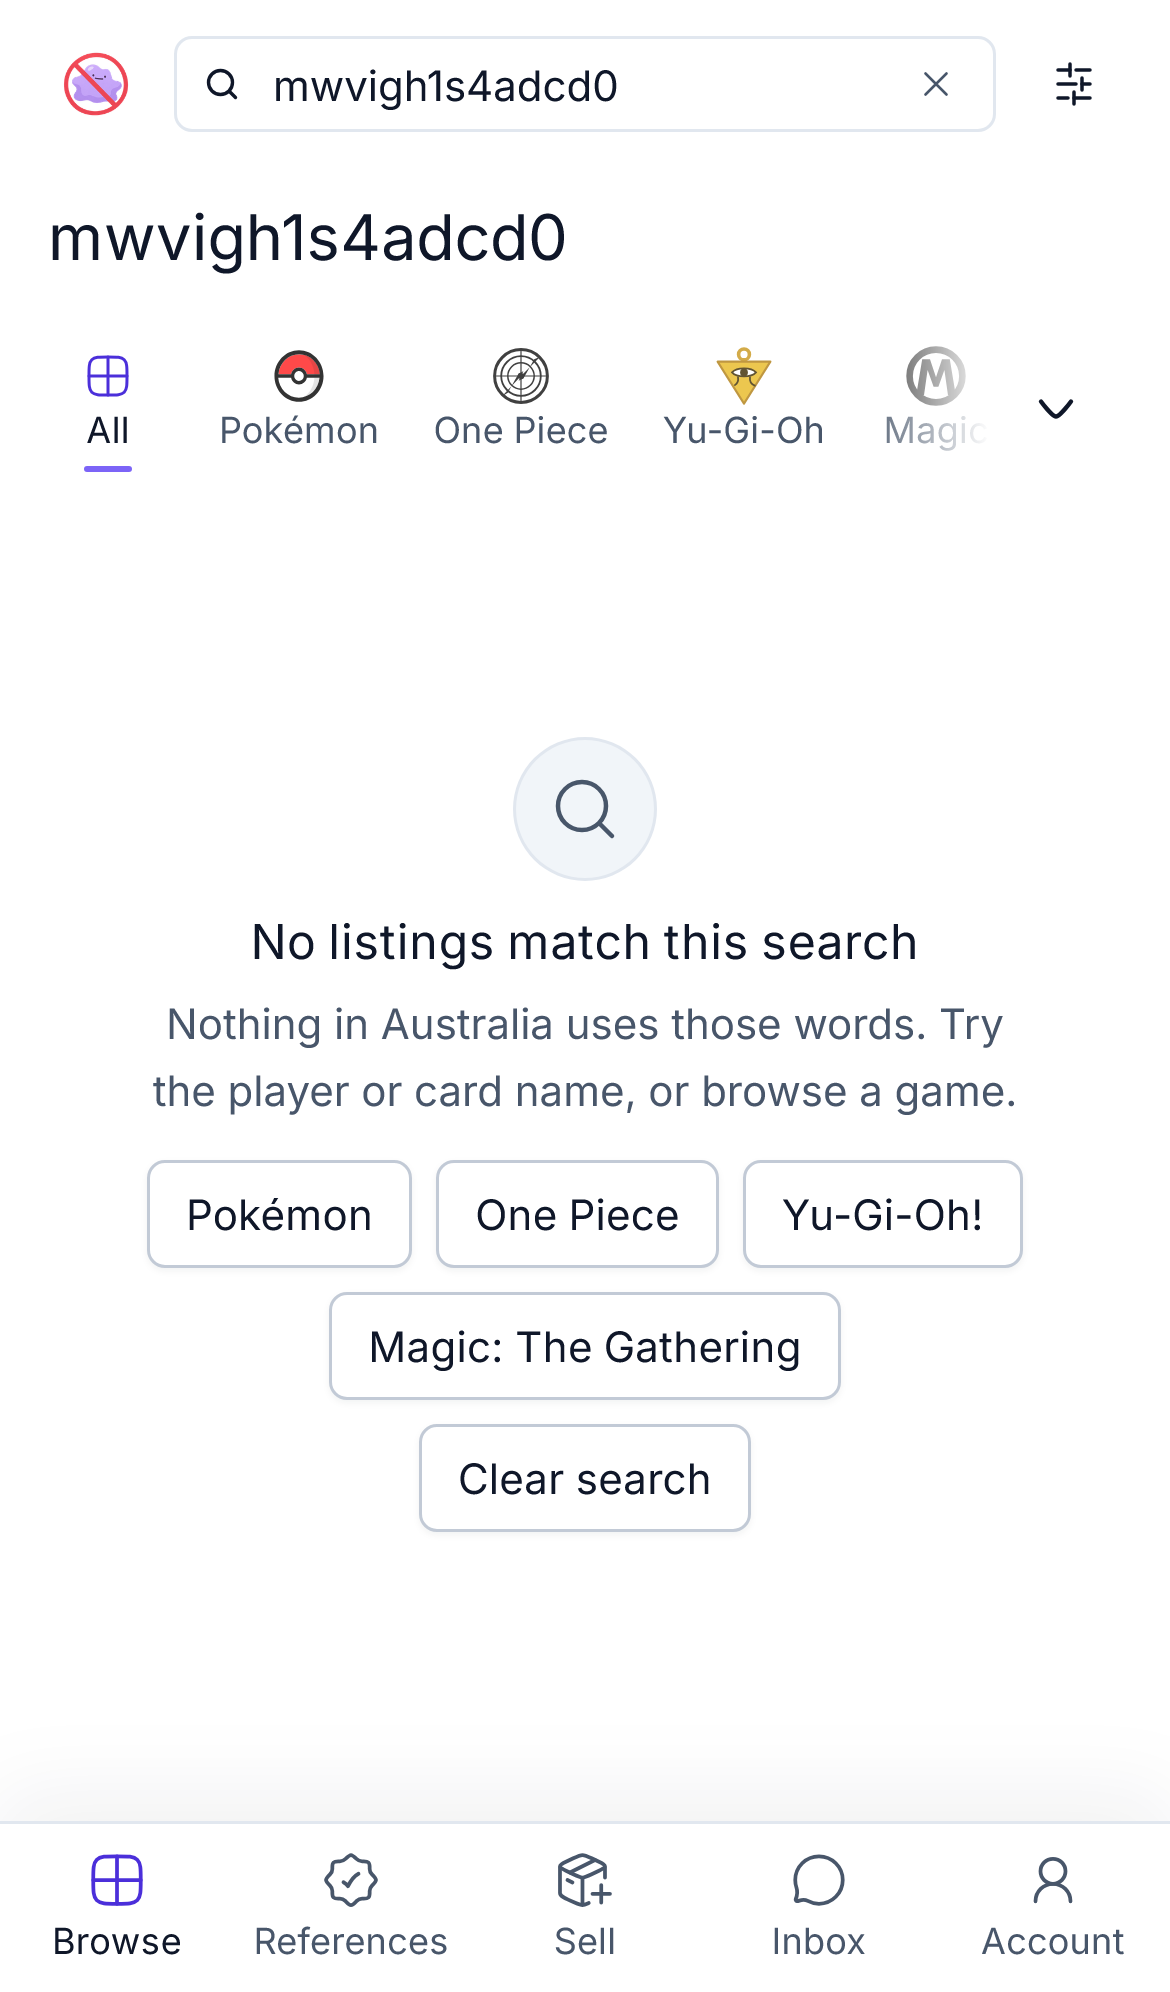 mwvigh1s4adcd0
mwvigh1s4adcd0
All
Pokémon
One Piece
Yu-Gi-Oh
Magic
No listings match this search
Nothing in Australia uses those words. Try
the player or card name, or browse a game.
Pokémon
One Piece
Yu-Gi-Oh!
Magic: The Gathering
Clear search
Browse
References
Sell
Inbox
Account